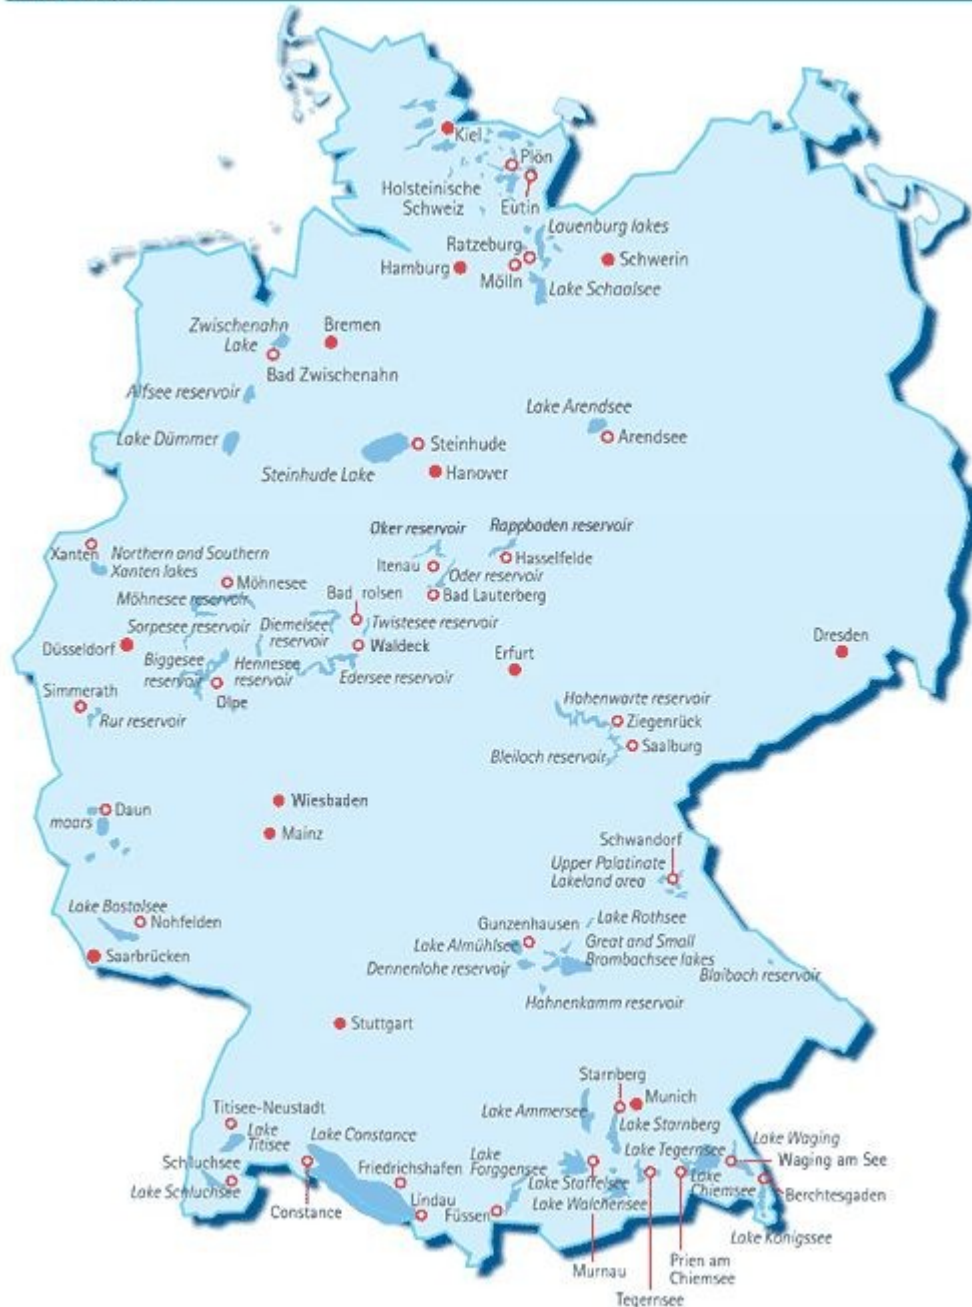 Kiel
Plön
Holsteinische
Schweiz
Eutin
Lauenburg lakes
Ratzeburg
Hamburg
Schwerin
Mölln
Lake Schaalsee
Zwischenahn
Lake
Bremen
Bad Zwischenahn
Alfsee reservoir
Lake Arendsee
Lake Dümmer
Steinhude
Arendsee
Steinhude Lake
Hanover
Oker reservoir
Rappboden reservoir
Xanten
Northern and Southern
Xanten lakes
Itenau
Hasselfelde
Oder reservoir
Möhnesee
Bad rolsen
Bad Lauterberg
Möhnesee reservoir
Sorpesee reservoir
Diemelsee
reservoir
Twistesee reservoir
Düsseldorf
Waldeck
Dresden
Biggesee
reservoir
Hennesee
reservoir
Edersee reservoir
Erfurt
Simmerath
Olpe
Rur reservoir
Hohenwarte reservoir
Ziegenrück
Bleiloch reservoir
Saalburg
Wiesbaden
Daun
maars
Mainz
Schwandorf
Upper Palatinate
Lakeland area
Lake Bostalsee
Nohfelden
Gunzenhausen
Lake Rothsee
Lake Almühlsee
Great and Small
Brombachsee lakes
Saarbrücken
Dennenlohe reservoir
Blaibach reservoir
Hahnenkamm reservoir
Stuttgart
Starnberg
Munich
Lake Ammersee
Titisee-Neustadt
Lake Starnberg
Lake
Titisee
Lake Constance
Lake Tegernsee
Lake Waging
Schluchsee
Friedrichshafen
Lake
Forggensee
Waging am See
Lake Schluchsee
Lake Staffelsee
Lake
Chiemsee
Berchtesgaden
Constance
Lindau
Füssen
Lake Walchensee
Lake Königssee
Murnau
Prien am
Chiemsee
Tegernsee